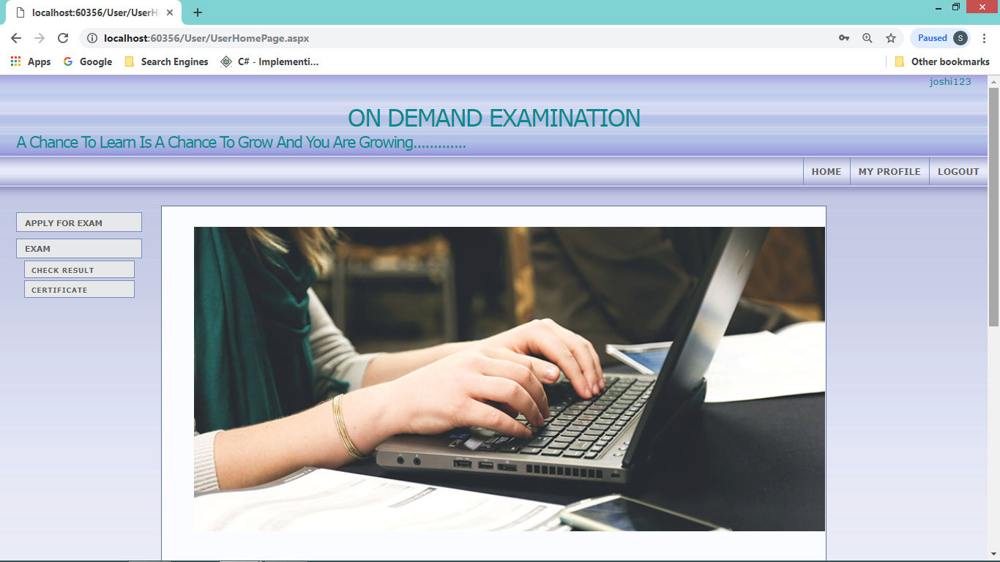 localhost:60356/User/UserH
localhost:60356/User/UserHomePage.aspx
Paused
S
Apps
Google
Search Engines
C# - Implementi...
Other bookmarks
joshi123
ON DEMAND EXAMINATION
A Chance To Learn Is A Chance To Grow And You Are Growing.............
HOME
MY PROFILE
LOGOUT
APPLY FOR EXAM
EXAM
CHECK RESULT
CERTIFICATE